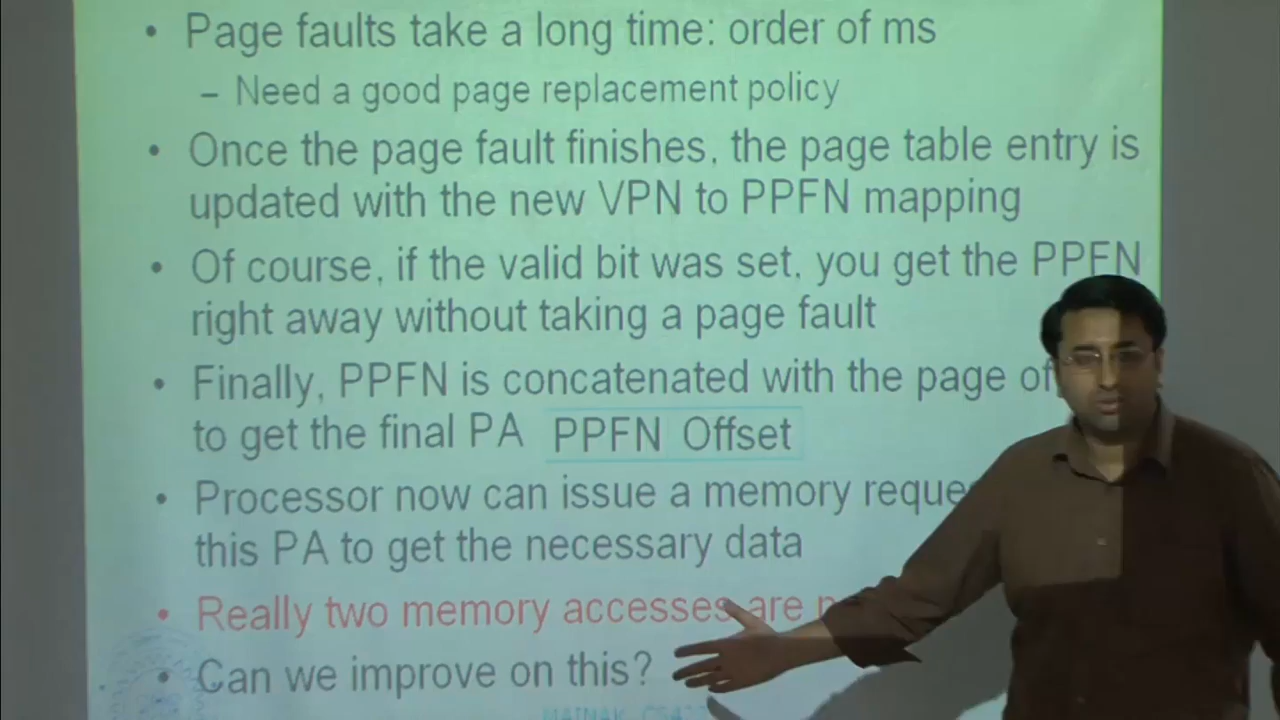 • Page faults take a long time: order of ms
– Need a good page replacement policy
• Once the page fault finishes, the page table entry is
updated with the new VPN to PPFN mapping
• Of course, if the valid bit was set, you get the PPFN
right away without taking a page fault
• Finally, PPFN is concatenated with the page
to get the final PA PPFN Offset
• Processor now can issue a memory
this PA to get the necessary data
• Really two memory accesses are
• Can we improve on this?